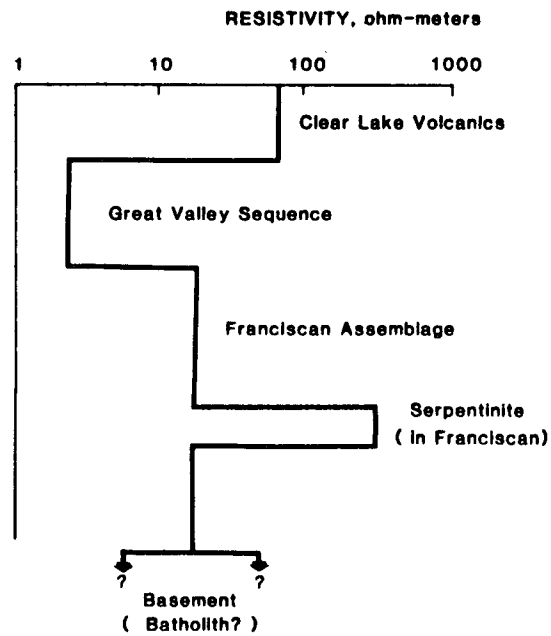 RESISTIVITY, ohm-meters
1 10 100 1000
Clear Lake Volcanics
Great Valley Sequence
Franciscan Assemblage
Serpentinite
( in Franciscan)
? ?
Basement
( Batholith? )